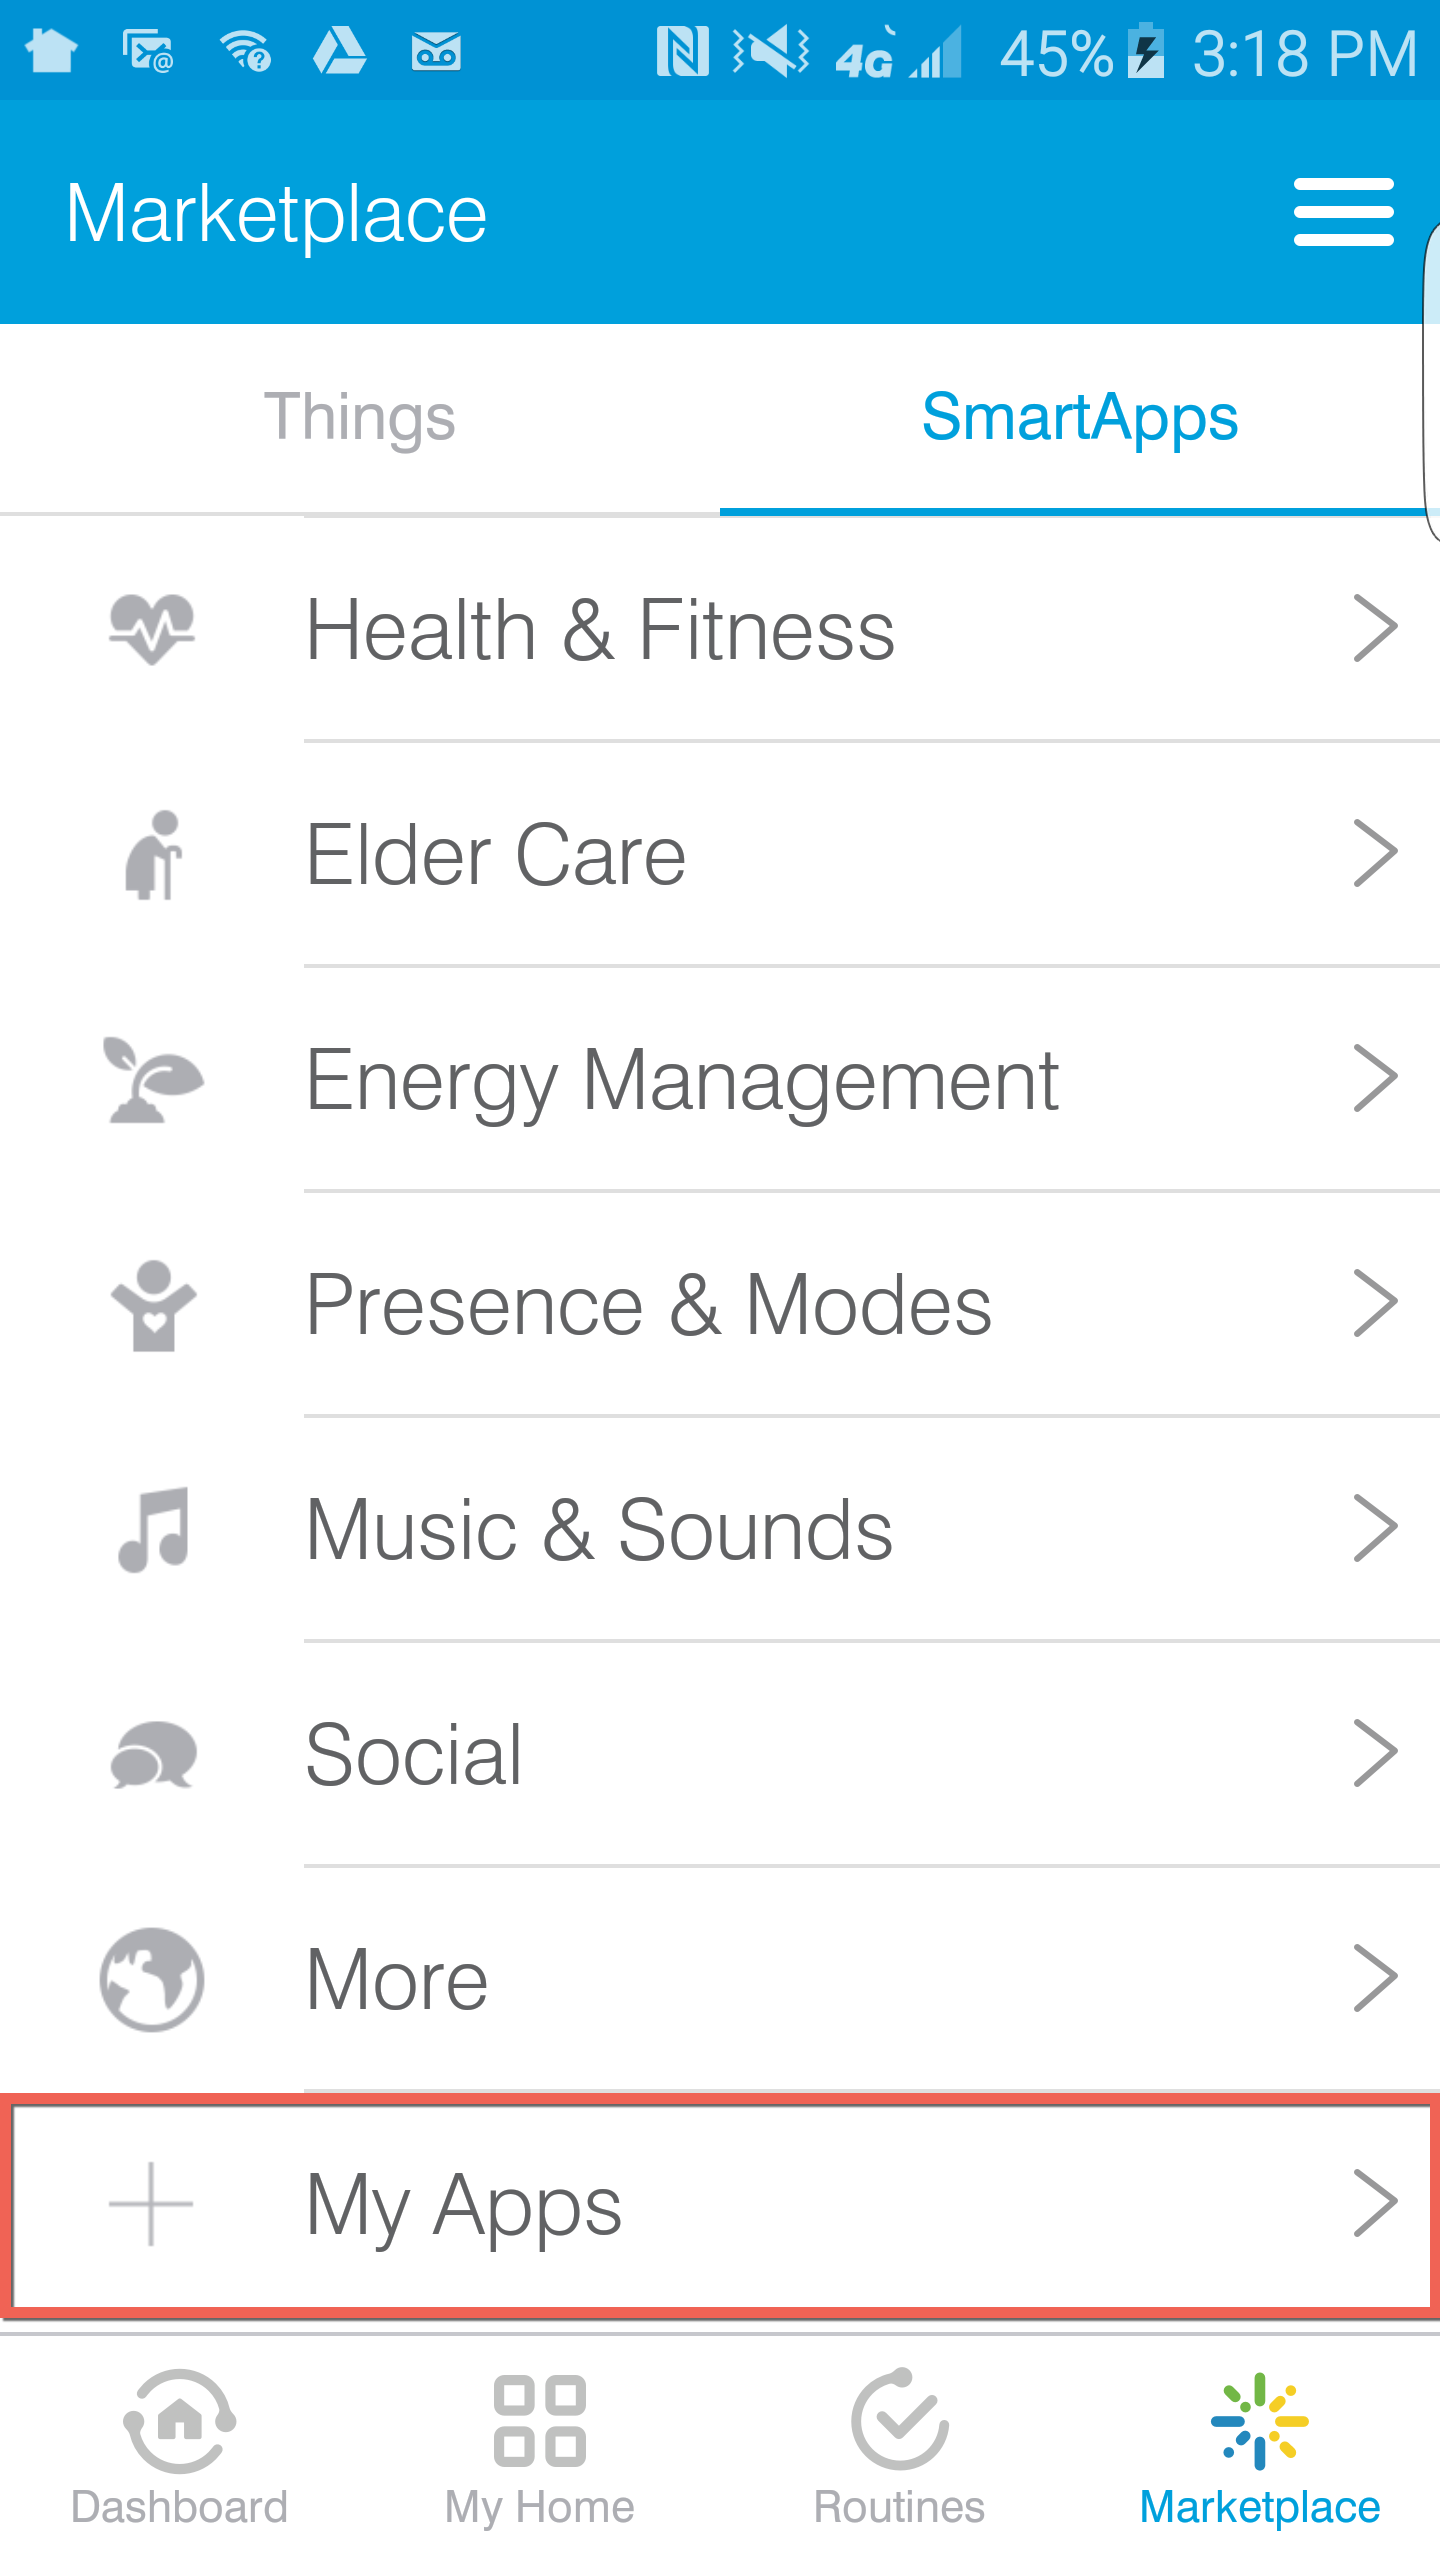 4G 45% 3:18 PM
Marketplace
Things SmartApps
Health & Fitness
Elder Care
Energy Management
Presence & Modes
Music & Sounds
Social
More
My Apps
Dashboard My Home Routines Marketplace